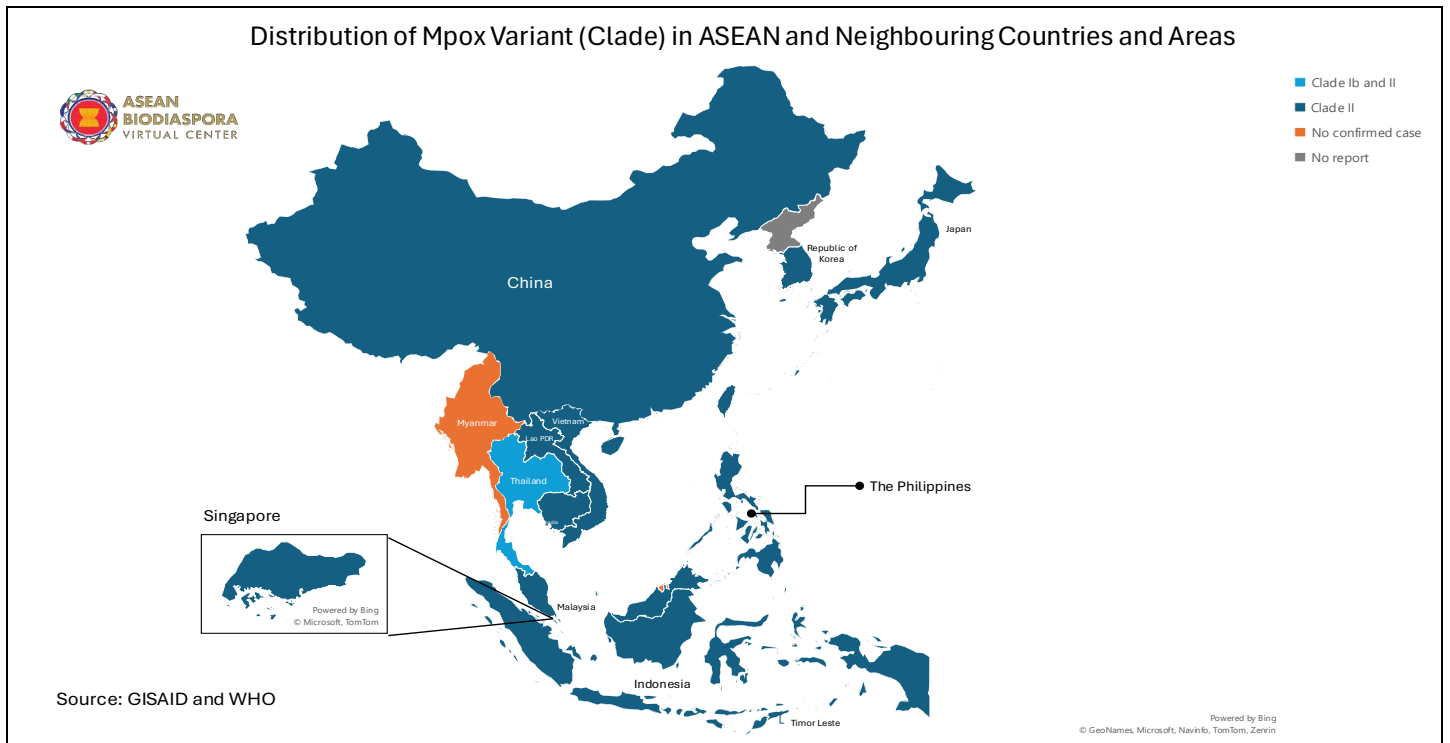 Distribution of Mpox Variant (Clade) in ASEAN and Neighbouring Countries and Areas
ASEAN
BIODIASPORA
VIRTUAL CENTER
Clade Ib and II
Clade II
No confirmed case
No report
Japan
Republic of
Korea
China
Myanmar
Vietnam
Lao PDR
Thailand
The Philippines
Singapore
Powered by Bing
© Microsoft, TomTom
Malaysia
Indonesia
Timor Leste
Source: GISAID and WHO
Powered by Bing
© GeoNames, Microsoft, Navinfo, TomTom, Zenrin